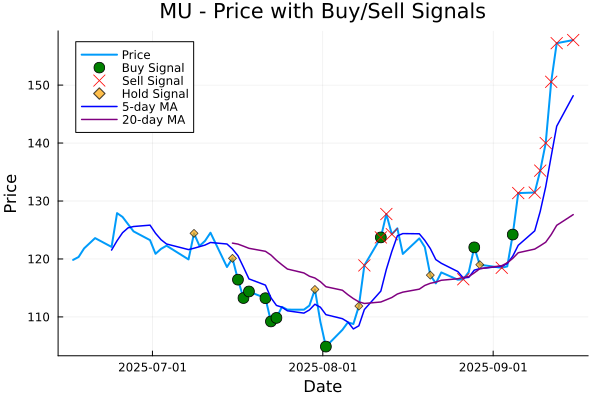 MU - Price with Buy/Sell Signals
Price
Buy Signal
Sell Signal
Hold Signal
5-day MA
20-day MA
150
140
130
120
110
Price
2025-07-01
2025-08-01
2025-09-01
Date